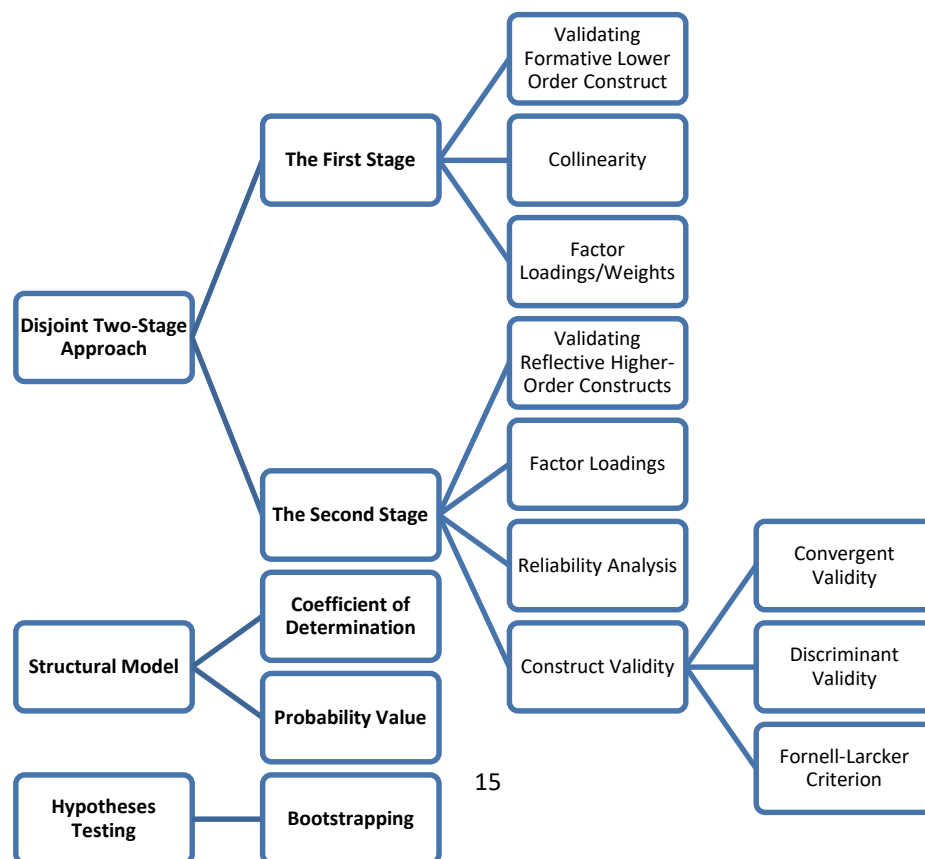 Validating
Formative Lower
Order Construct
The First Stage
Collinearity
Factor
Loadings/Weights
Disjoint Two-Stage
Approach
Validating
Reflective Higher-
Order Constructs
Factor Loadings
The Second Stage
Reliability Analysis
Convergent
Validity
Coefficient of
Determination
Structural Model
Construct Validity
Discriminant
Validity
Probability Value
Fornell-Larcker
Criterion
15
Hypotheses
Testing
Bootstrapping